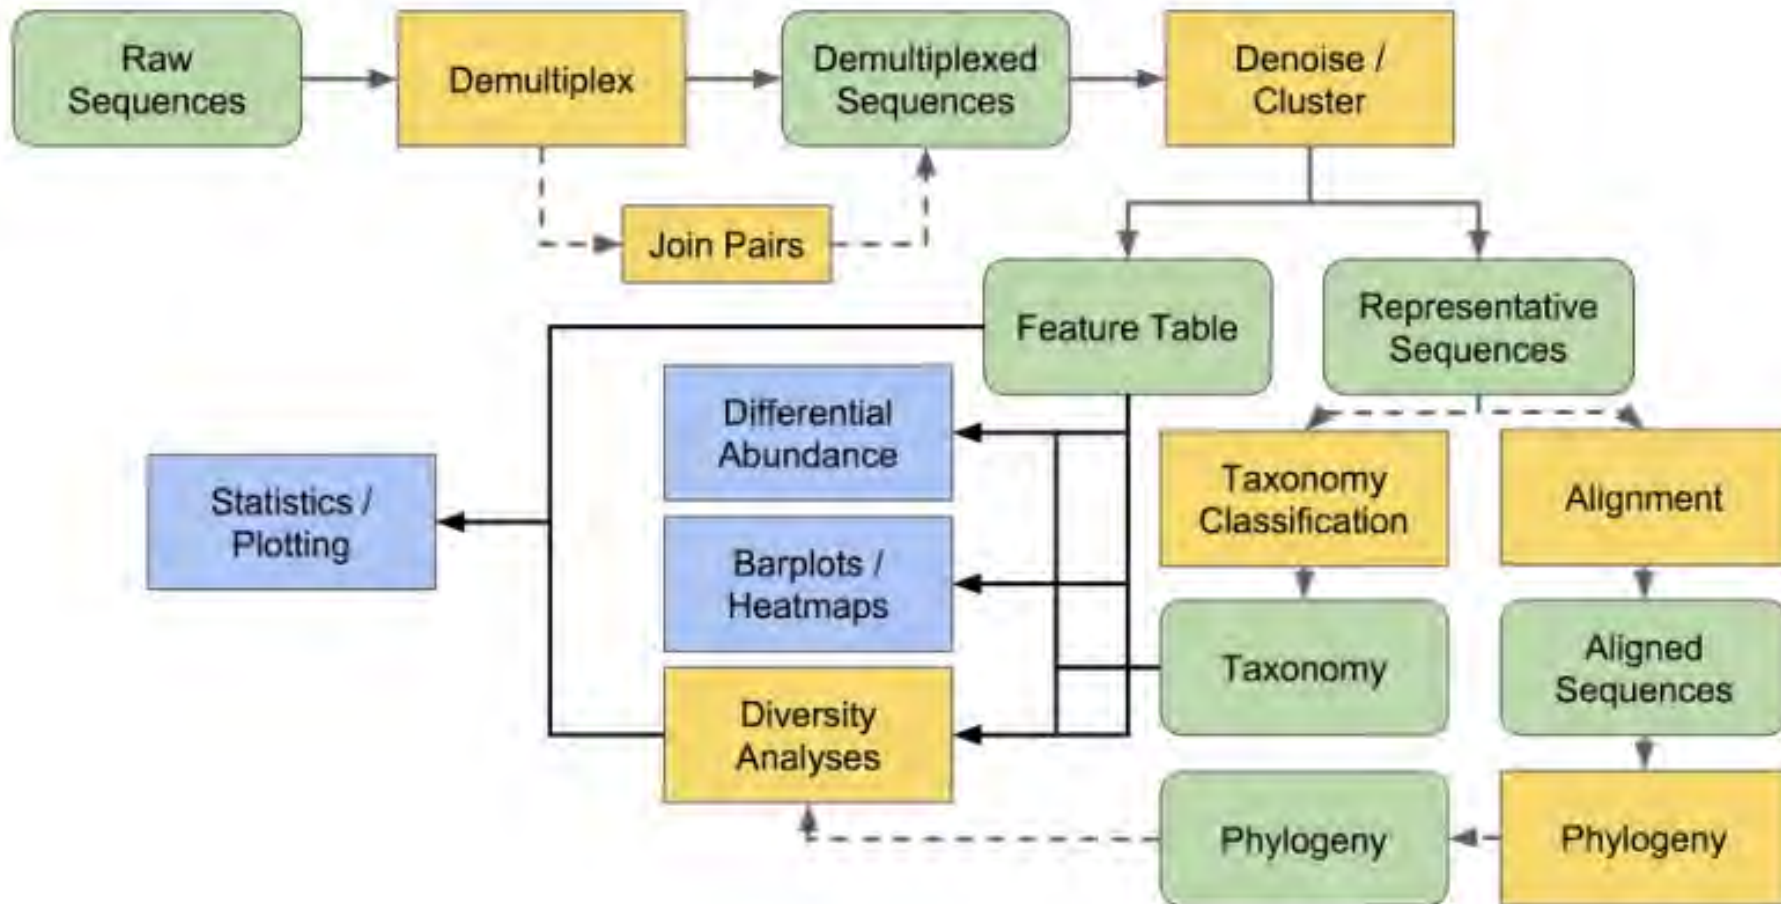 Raw
Sequences
Demultiplex
Demultiplexed
Sequences
Denoise /
Cluster
Join Pairs
Feature Table
Representative
Sequences
Differential
Abundance
Taxonomy
Classification
Alignment
Statistics /
Plotting
Barplots /
Heatmaps
Taxonomy
Aligned
Sequences
Diversity
Analyses
Phylogeny
Phylogeny